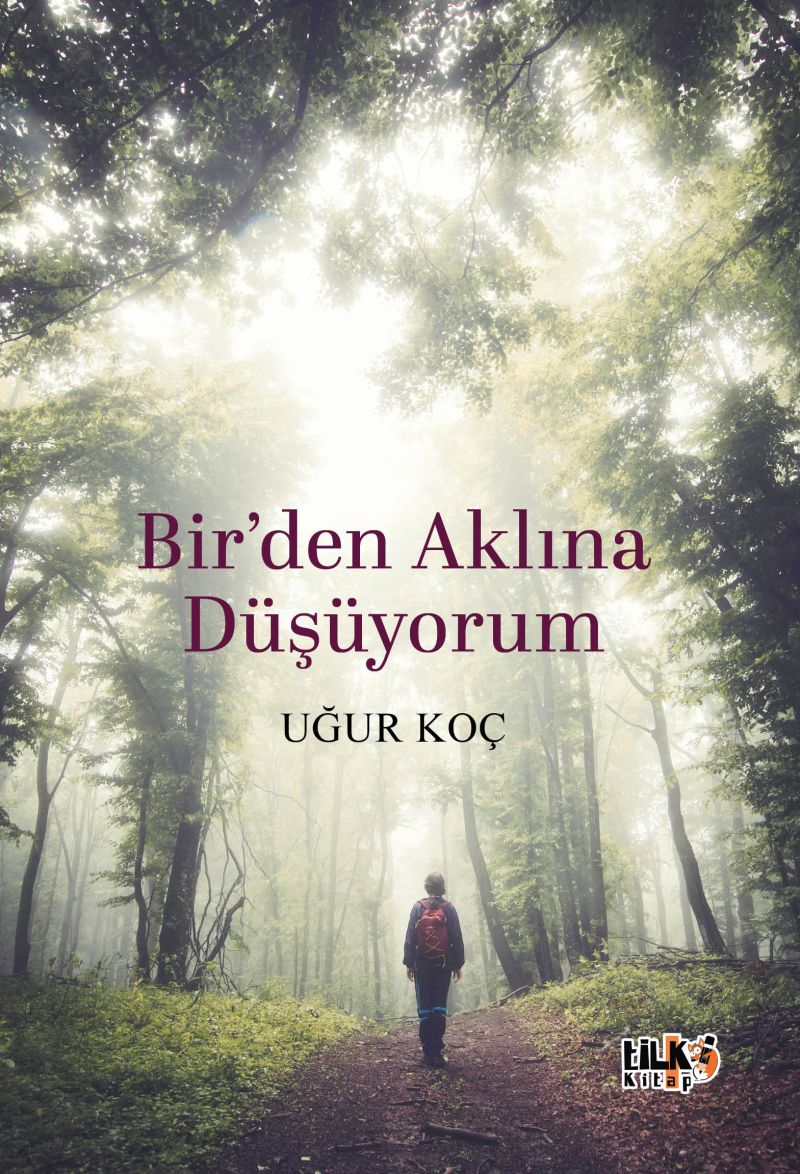 Bir’den Aklına
Düşüyorum
UĞUR KOÇ
tiLKi
Kitap